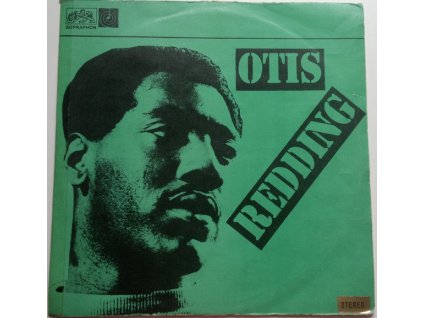 SUPRAPHON
OTIS
REDDING
STEREO